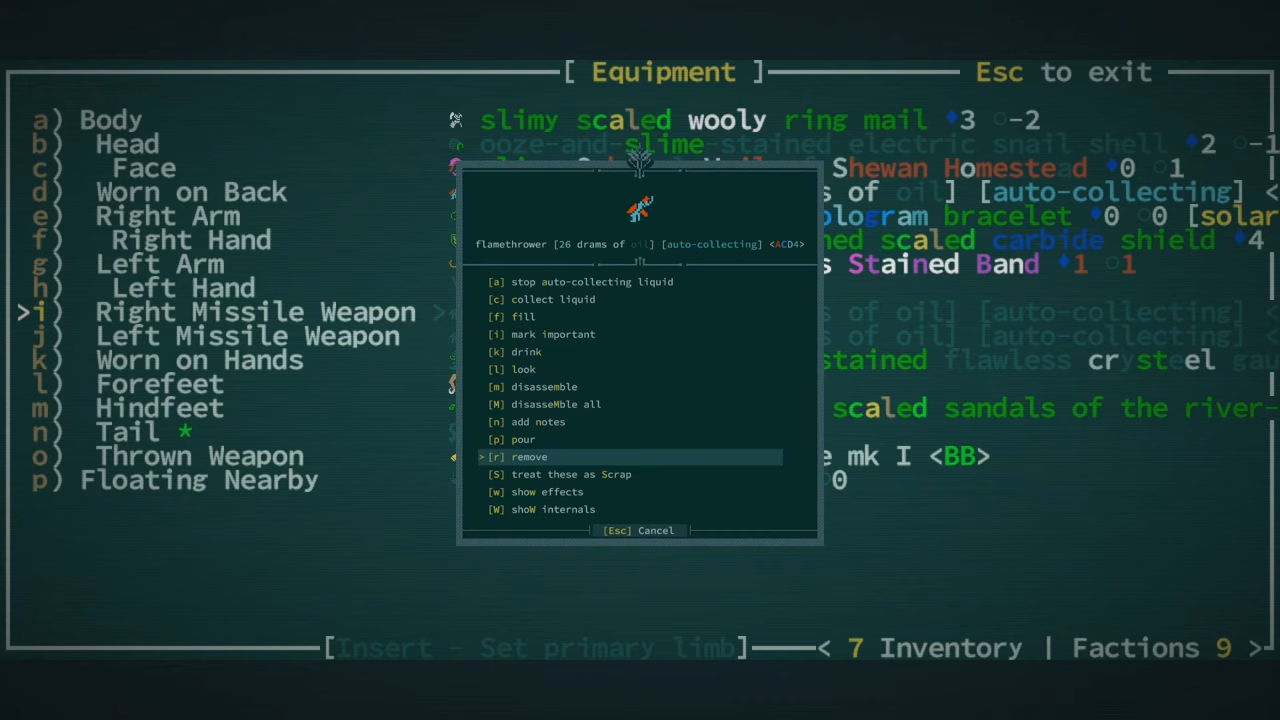 [ Equipment ] Esc to exit
a) Body slimy scaled wooly ring mail ♦3 ○-2
b) Head ooze-and-slime-stained electric snail shell ♦2 ○-1
c) Face Shewan Homestead ♦0 ○1
d) Worn on Back s of oil] [auto-collecting] <
e) Right Arm ologram bracelet ♦0 ○0 [solar
f) Right Hand ned scaled carbide shield ♦4
g) Left Arm s Stained Band ♦1 ○1
h) Left Hand
>i) Right Missile Weapon > s of oil] [auto-collecting]
j) Left Missile Weapon s of oil] [auto-collecting]
k) Worn on Hands stained flawless crysteel gau
l) Forefeet
m) Hindfeet scaled sandals of the river-
n) Tail *
o) Thrown Weapon e mk I <BB>
p) Floating Nearby 0
flamethrower [26 drams of oil] [auto-collecting] <ACD4>
[a] stop auto-collecting liquid
[c] collect liquid
[f] fill
[i] mark important
[k] drink
[l] look
[m] disassemble
[M] disasseMble all
[n] add notes
[p] pour
> [r] remove
[S] treat these as Scrap
[w] show effects
[W] shoW internals
[Esc] Cancel
[Insert - Set primary limb] < 7 Inventory | Factions 9 >